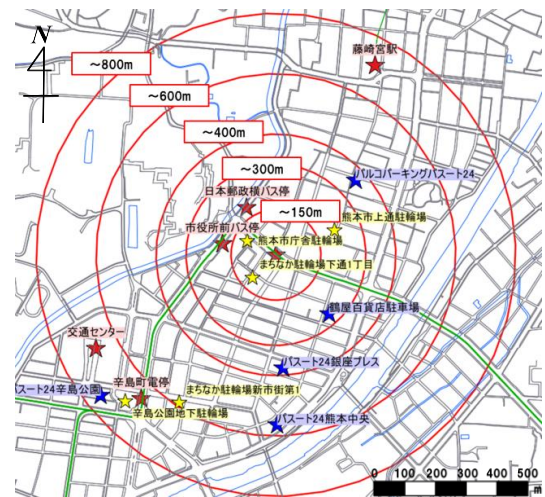 N
藤崎宮駅
~800m
~600m
~400m
~300m
パルコパーキングパスート24
日本郵政横バス停
~150m
熊本市上通駐輪場
市役所前バス停
熊本市庁舎駐輪場
まちなか駐輪場下通1丁目
鶴屋百貨店駐車場
交通センター
パスート24銀座プレス
パスート24辛島公園
辛島町電停
まちなか駐輪場新市街第1
辛島公園地下駐輪場
パスート24熊本中央
0 100 200 300 400 500
m